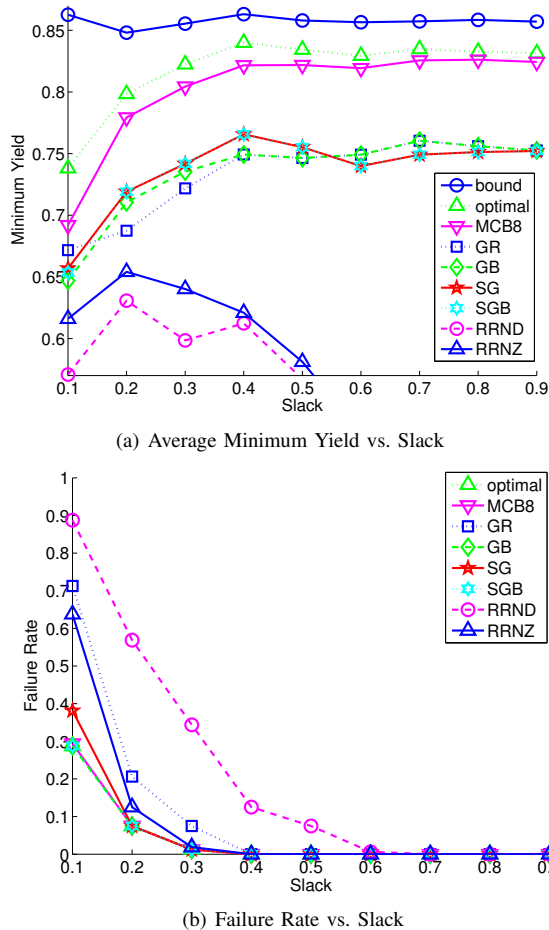 0.85
0.8
0.75
0.7
0.65
0.6
Minimum Yield
0.1 0.2 0.3 0.4 0.5 0.6 0.7 0.8 0.9
Slack
bound
optimal
MCB8
GR
GB
SG
SGB
RRND
RRNZ
(a) Average Minimum Yield vs. Slack
1
0.9
0.8
0.7
0.6
0.5
0.4
0.3
0.2
0.1
0
Failure Rate
0.1 0.2 0.3 0.4 0.5 0.6 0.7 0.8
Slack
optimal
MCB8
GR
GB
SG
SGB
RRND
RRNZ
(b) Failure Rate vs. Slack